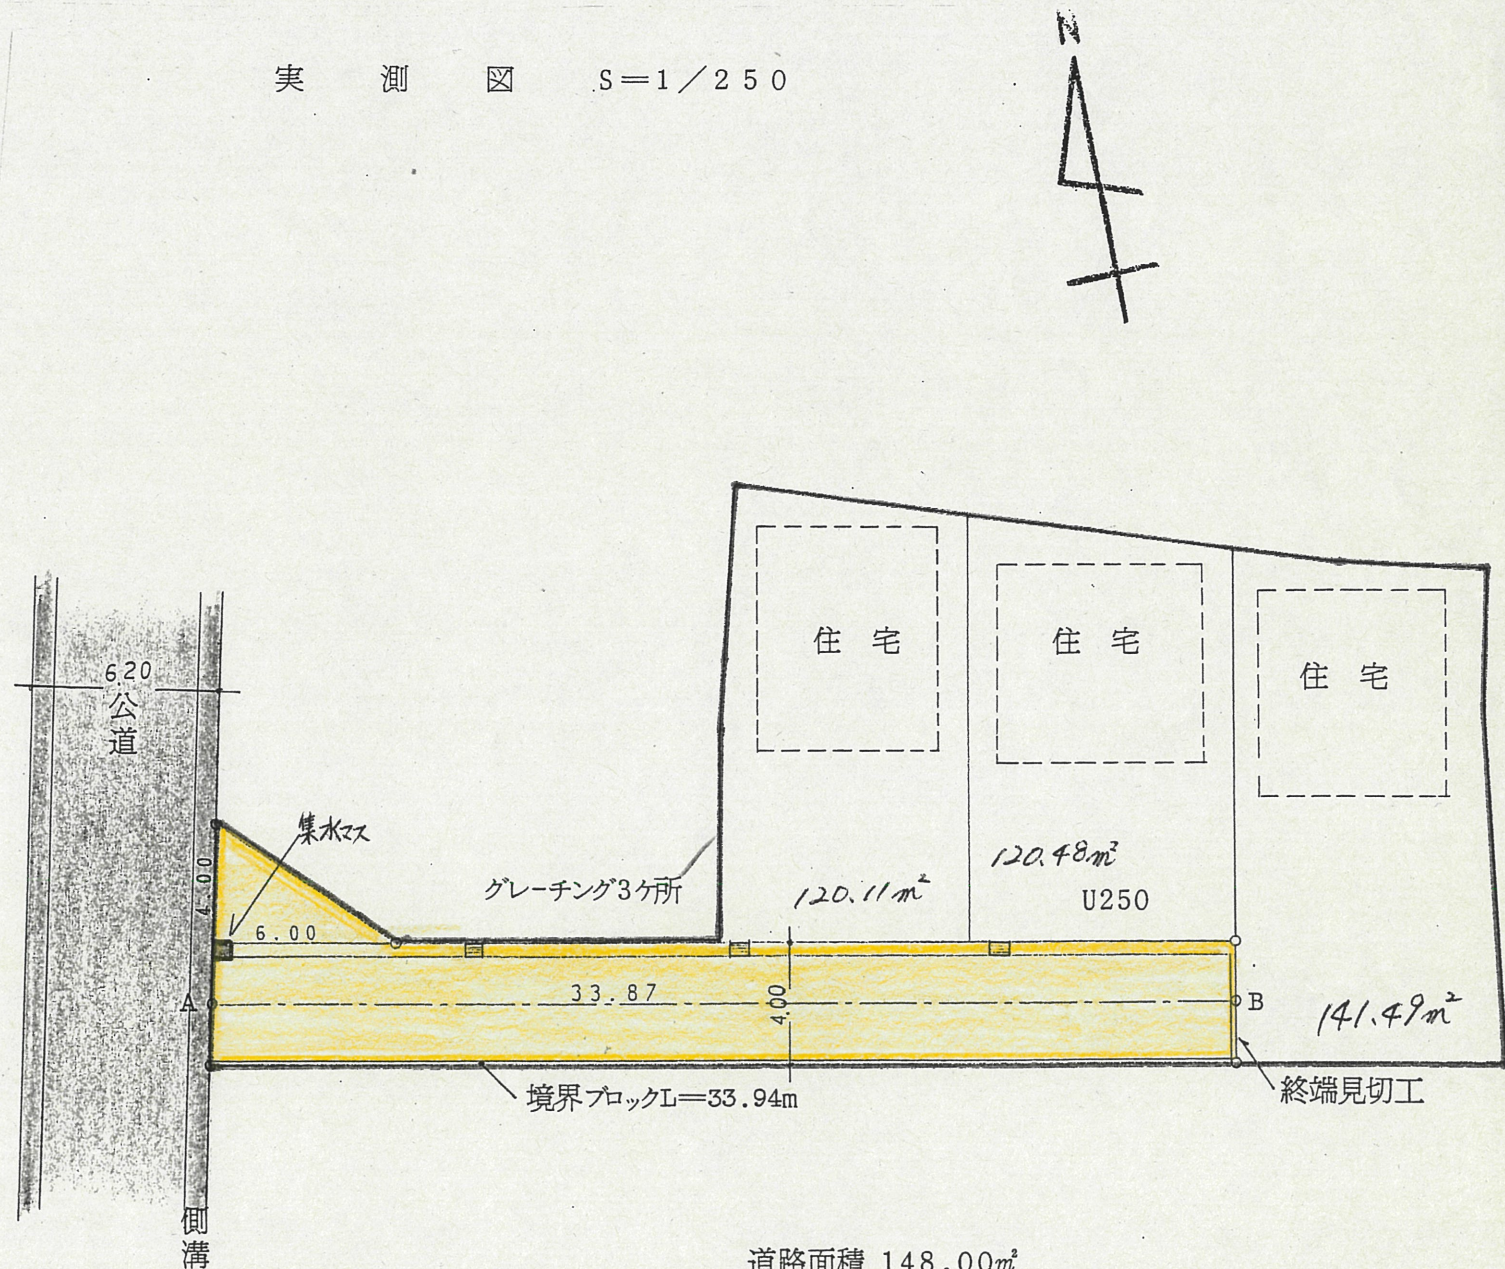 N
実 測 図 S=1/250
住 宅
住 宅
住 宅
6.20
公道
集水マス
4.00
グレーチング3ケ所
120.11m²
120.48m²
U250
6.00
A
33.87
4.00
B
141.49m²
境界ブロックL=33.94m
終端見切工
側溝
道路面積 148.00㎡